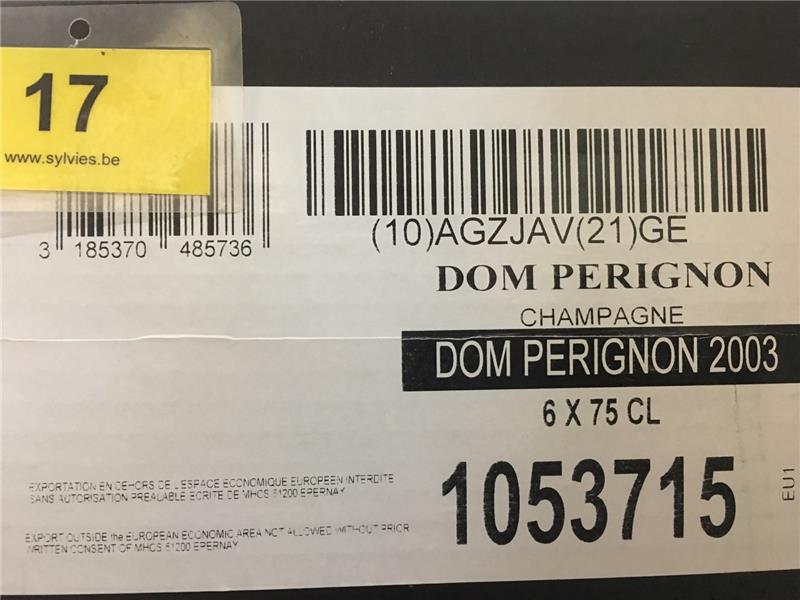 17
www.sylvies.be
3 185370 485736
(10)AGZJAV(21)GE
DOM PERIGNON
CHAMPAGNE
DOM PERIGNON 2003
6 X 75 CL
EXPORTATION EN DEHORS DE L'ESPACE ECONOMIQUE EUROPEEN INTERDITE
SANS AUTORISATION PREALABLE ECRITE DE MHCS 51200 EPERNAY
EXPORT OUTSIDE the EUROPEAN ECONOMIC AREA NOT ALLOWED WITHOUT PRIOR
WRITTEN CONSENT OF MHCS 51200 EPERNAY
1053715
EU1